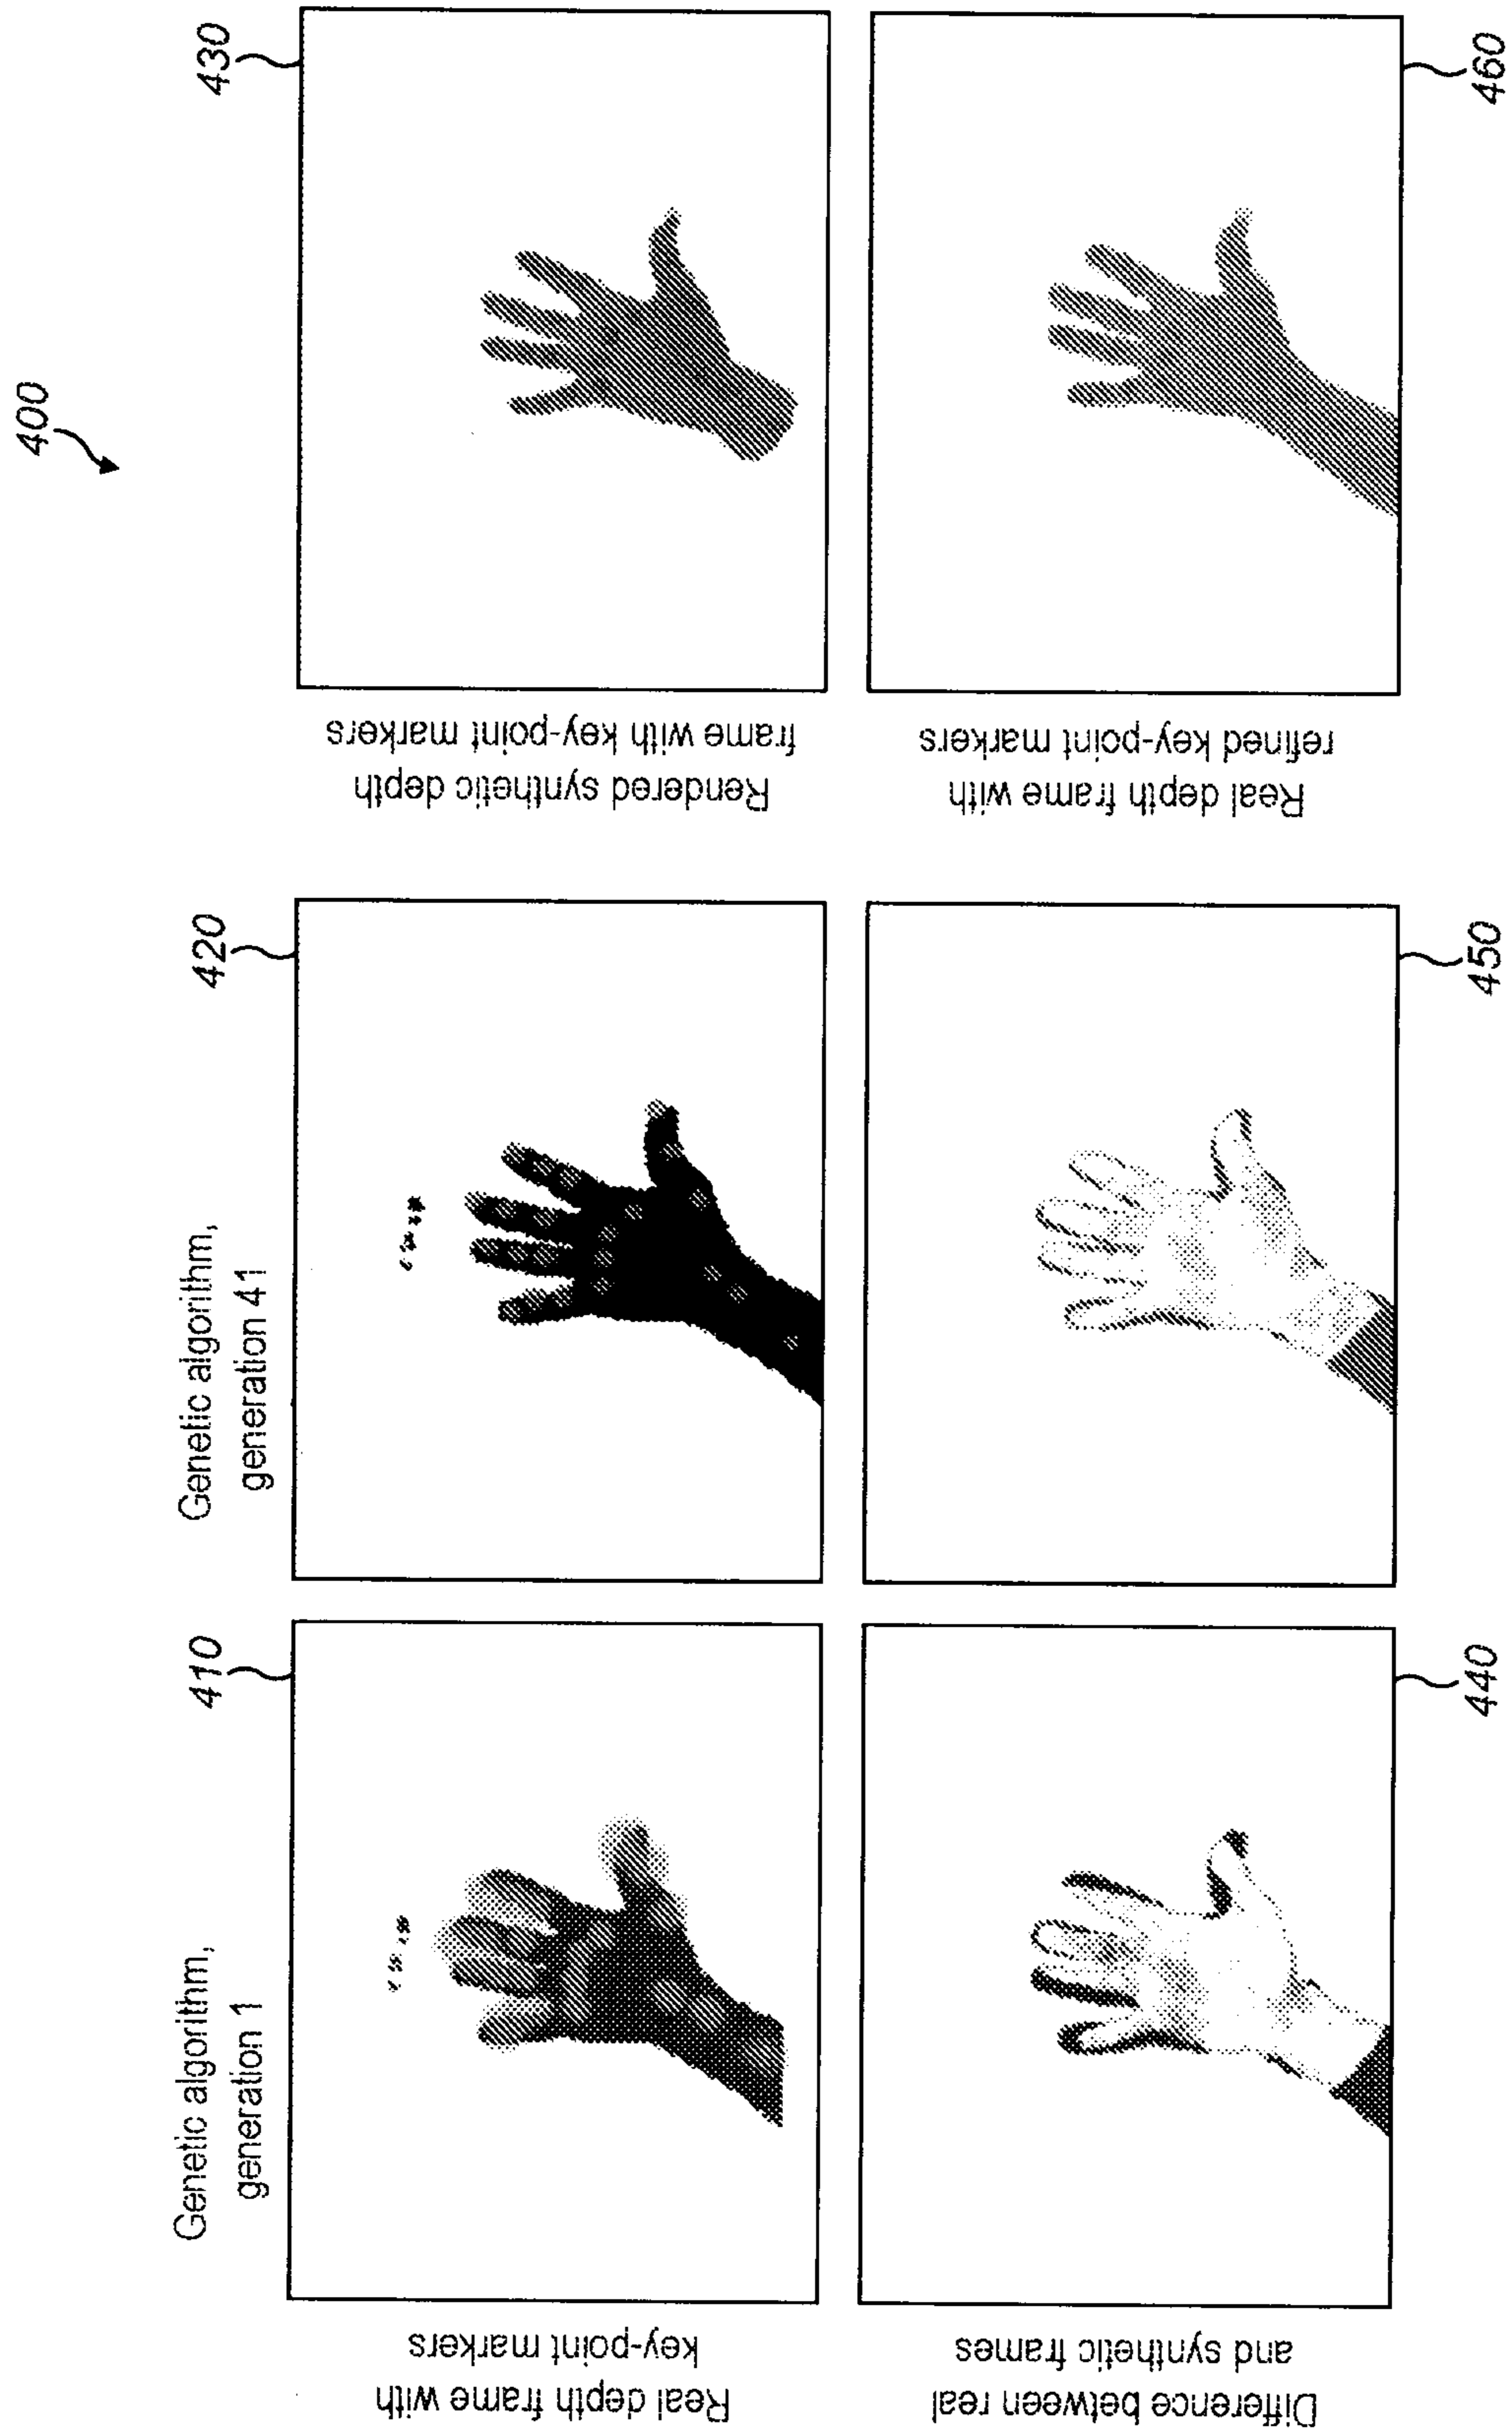 400
Genetic algorithm,
generation 1
Genetic algorithm,
generation 41
410
420
430
Real depth frame with
key-point markers
Rendered synthetic depth
frame with key-point markers
Difference between real
and synthetic frames
Real depth frame with
refined key-point markers
440
450
460